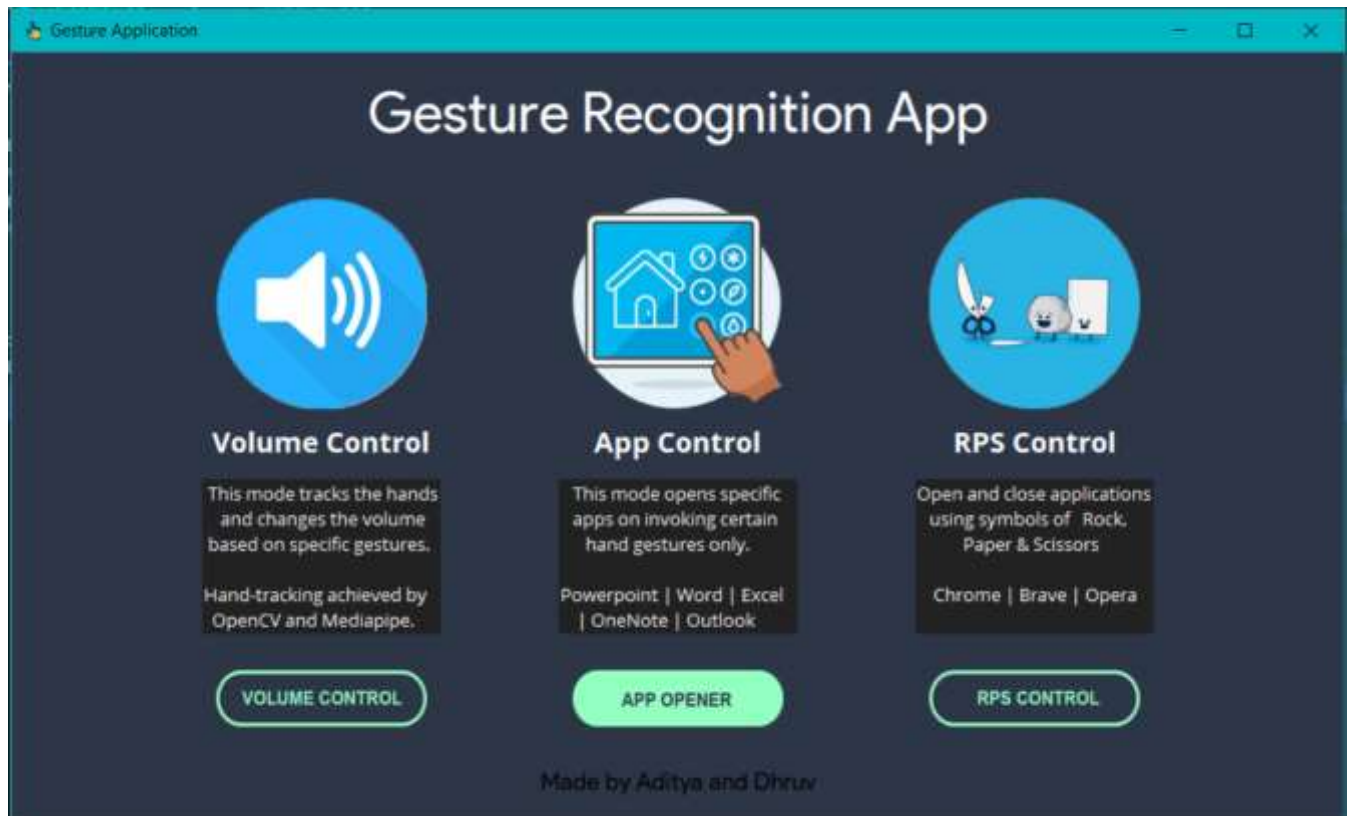 Gesture Application
Gesture Recognition App
Volume Control
This mode tracks the hands
and changes the volume
based on specific gestures.
Hand-tracking achieved by
OpenCV and Mediapipe.
VOLUME CONTROL
App Control
This mode opens specific
apps on invoking certain
hand gestures only.
Powerpoint | Word | Excel
| OneNote | Outlook
APP OPENER
RPS Control
Open and close applications
using symbols of Rock,
Paper & Scissors
Chrome | Brave | Opera
RPS CONTROL
Made by Aditya and Dhruv